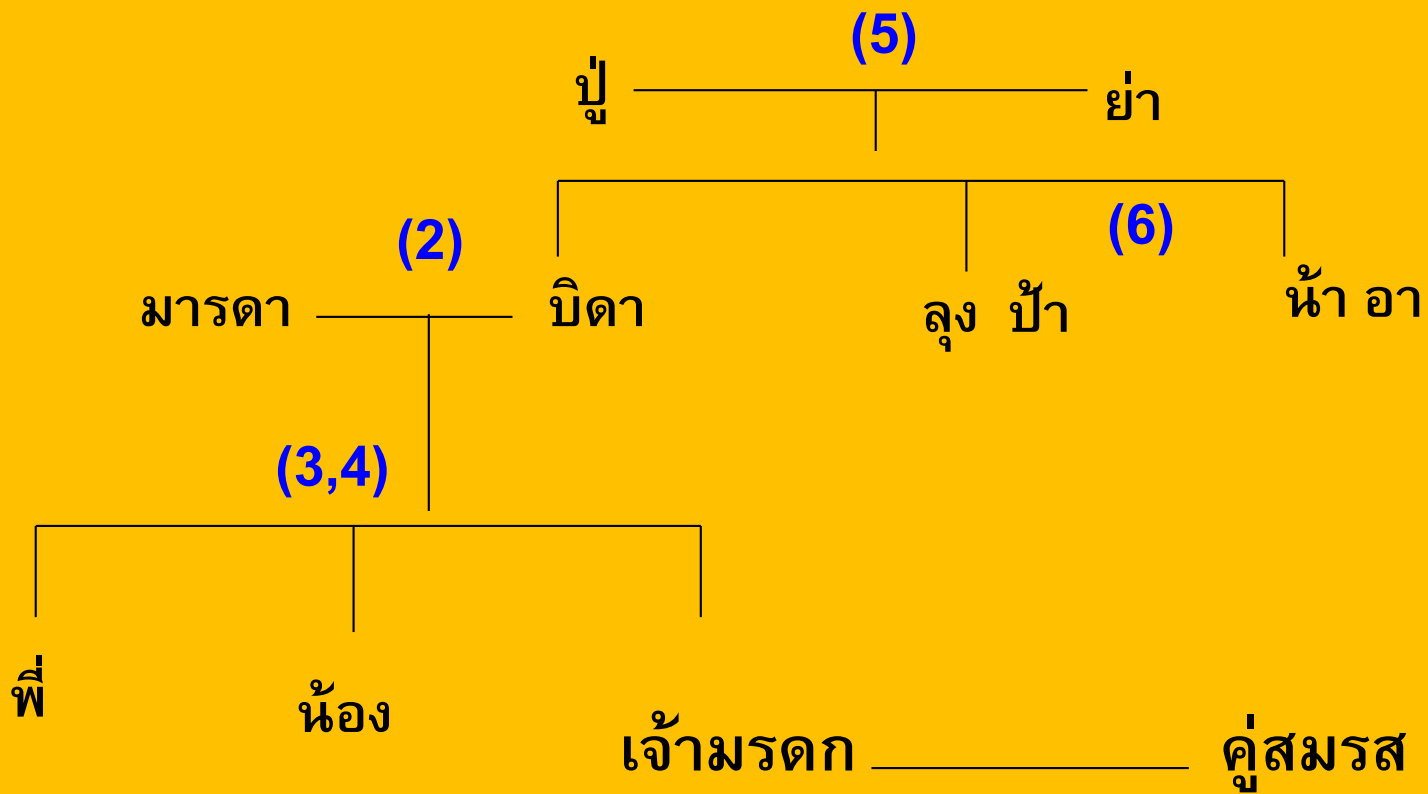 (5)
ปู่ ย่า
(2) (6)
มารดา บิดา ลุง ป้า น้า อา
(3,4)
พี่ น้อง
เจ้ามรดก คู่สมรส